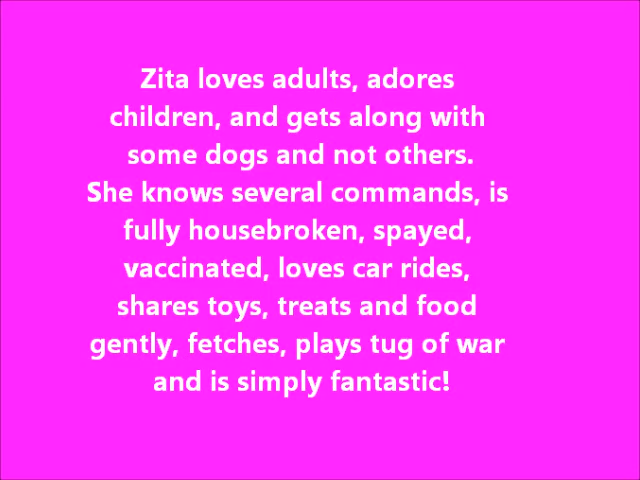 Zita loves adults, adores
children, and gets along with
some dogs and not others.
She knows several commands, is
fully housebroken, spayed,
vaccinated, loves car rides,
shares toys, treats and food
gently, fetches, plays tug of war
and is simply fantastic!